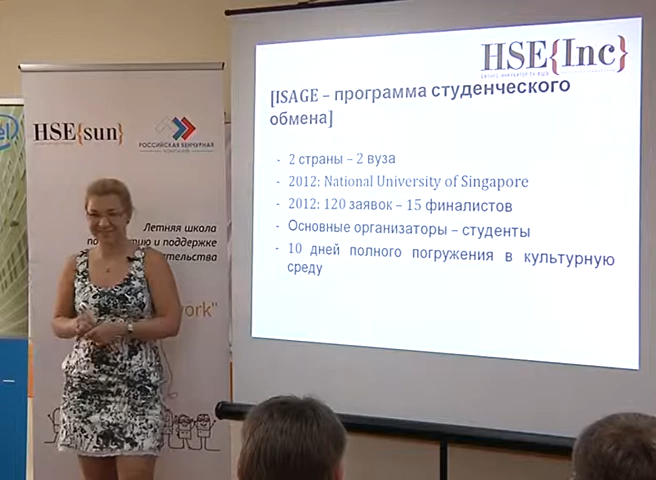 HSE{Inc}
[ISAGE – программа студенческого
обмена]
- 2 страны – 2 вуза
- 2012: National University of Singapore
- 2012: 120 заявок – 15 финалистов
- Основные организаторы – студенты
- 10 дней полного погружения в культурную
среду
HSE{sun}
РОССИЙСКАЯ ВЕНЧУРНАЯ
КОМПАНИЯ
Летняя школа
и поддержке